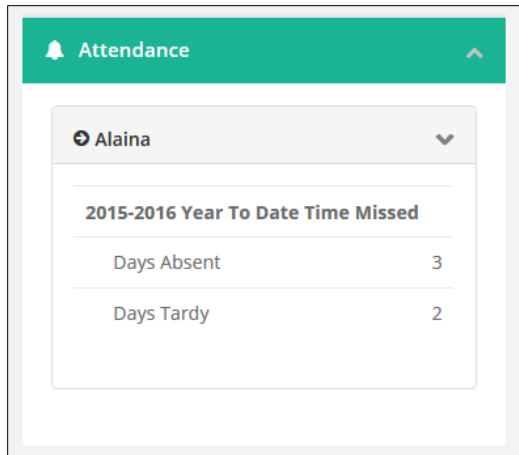 Attendance
Alaina
2015-2016 Year To Date Time Missed
Days Absent 3
Days Tardy 2